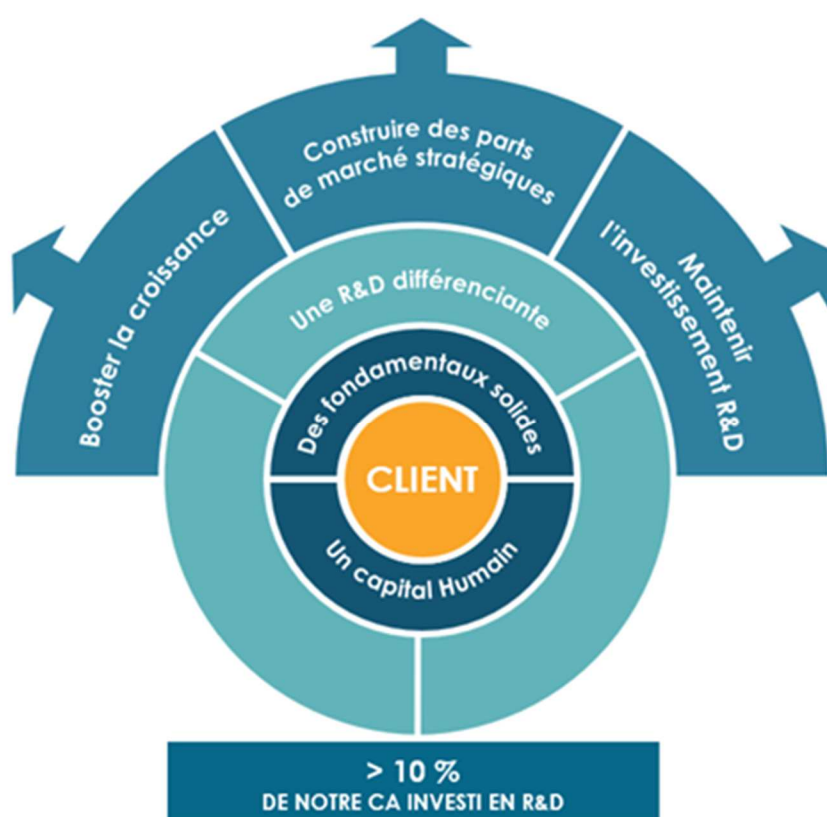 Construire des parts
de marché stratégiques
Booster la croissance
Maintenir
l'investissement R&D
Une R&D différenciante
Des fondamentaux solides
CLIENT
Un capital Humain
> 10 %
DE NOTRE CA INVESTI EN R&D